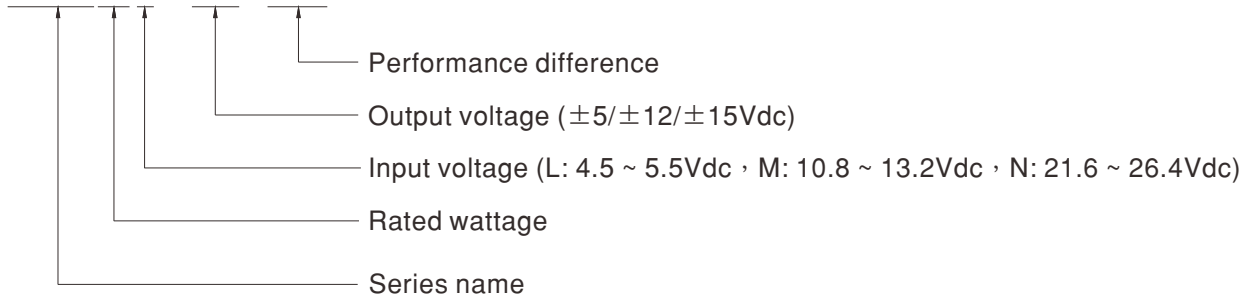 Performance difference
Output voltage (±5/±12/±15Vdc)
Input voltage (L: 4.5 ~ 5.5Vdc，M: 10.8 ~ 13.2Vdc，N: 21.6 ~ 26.4Vdc)
Rated wattage
Series name